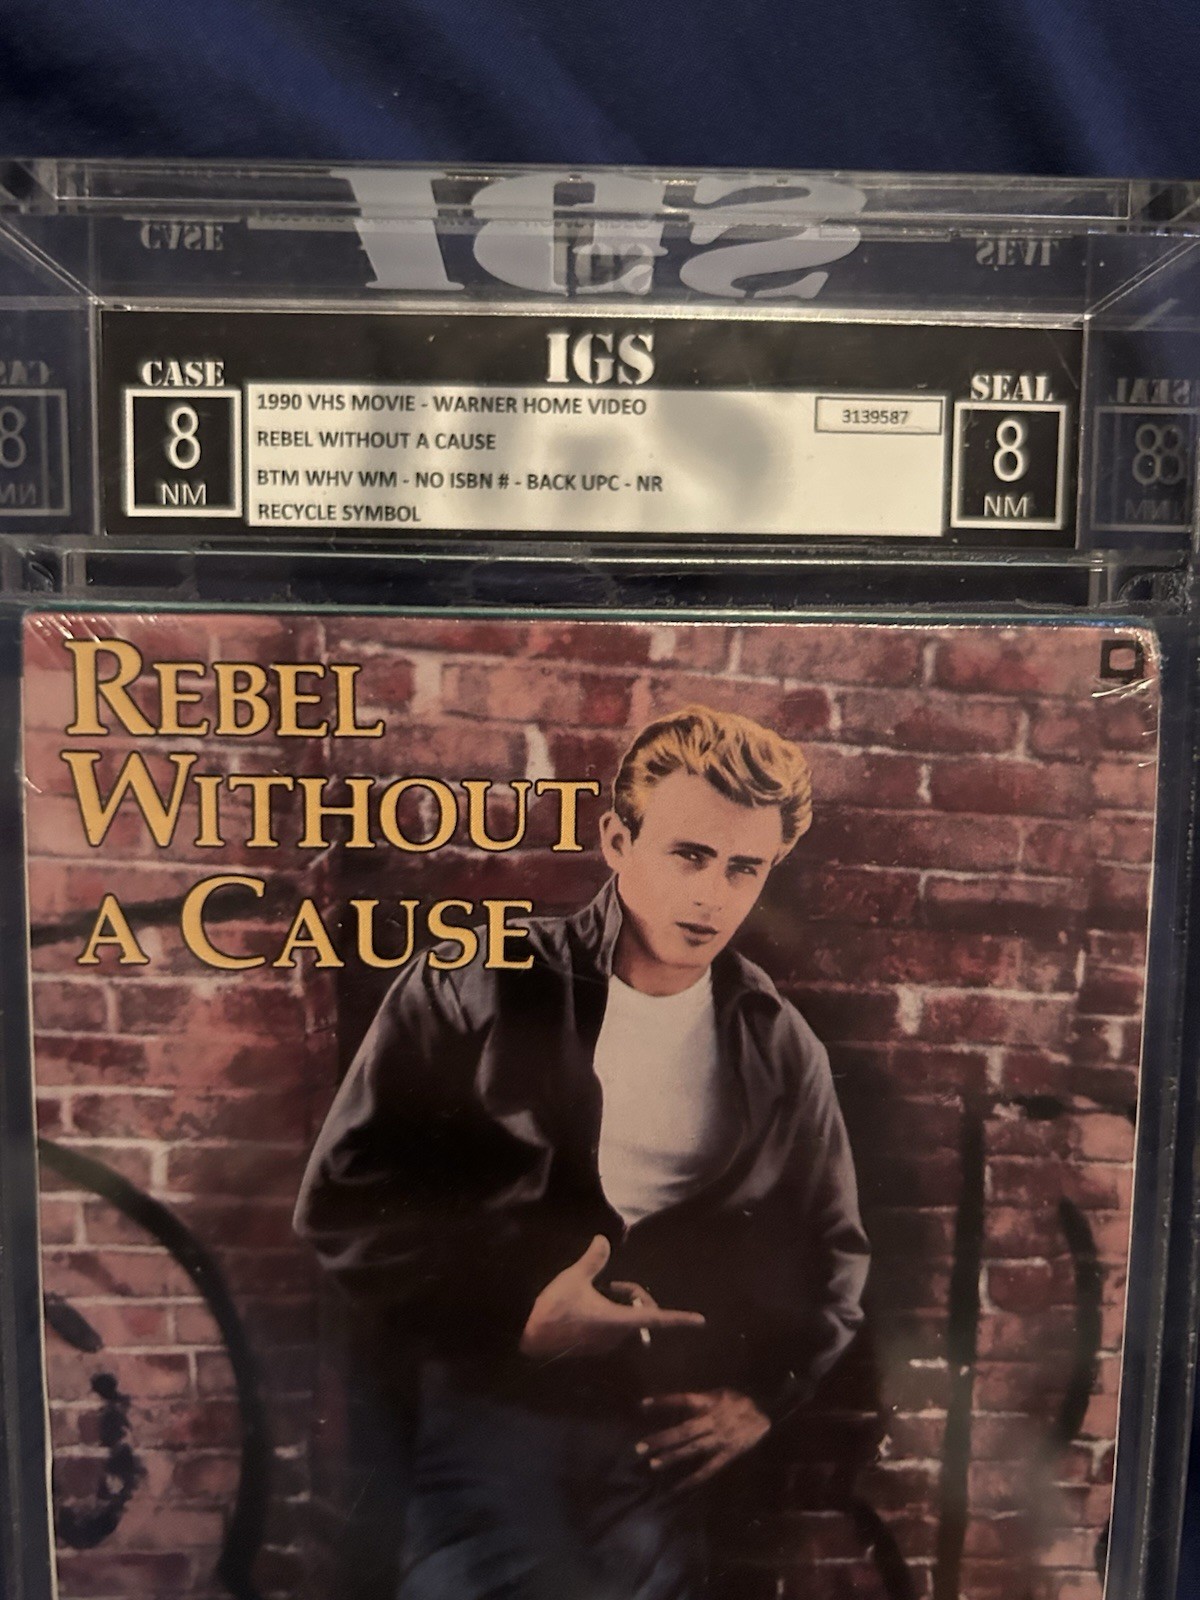 IGS
IGS
CASE
8
NM
1990 VHS MOVIE - WARNER HOME VIDEO
3139587
REBEL WITHOUT A CAUSE
BTM WHV WM - NO ISBN # - BACK UPC - NR
RECYCLE SYMBOL
SEAL
8
NM
REBEL
WITHOUT
A CAUSE